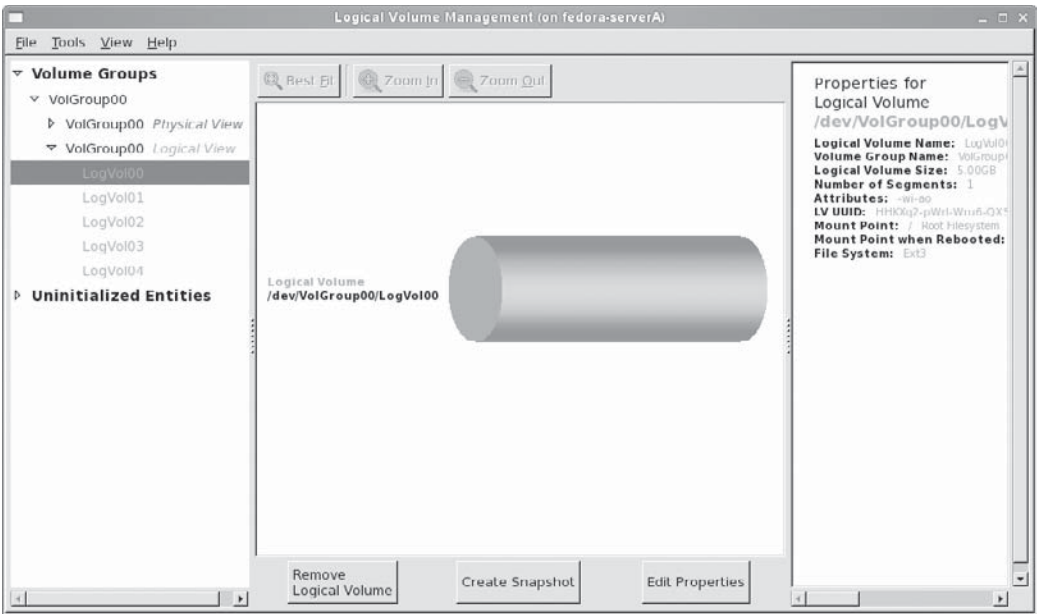 Logical Volume Management (on fedora-serverA)
File Tools View Help
Volume Groups
VolGroup00
VolGroup00 Physical View
VolGroup00 Logical View
LogVol00
LogVol01
LogVol02
LogVol03
LogVol04
Uninitialized Entities
Best Fit Zoom In Zoom Out
Logical Volume
/dev/VolGroup00/LogVol00
Remove
Logical Volume
Create Snapshot
Edit Properties
Properties for
Logical Volume
/dev/VolGroup00/LogV
Logical Volume Name: LogVol0
Volume Group Name: VolGroup
Logical Volume Size: 5.00GB
Number of Segments: 1
Attributes: -wi-ao
LV UUID:
Mount Point: / Root Filesystem
Mount Point when Rebooted:
File System: Ext3